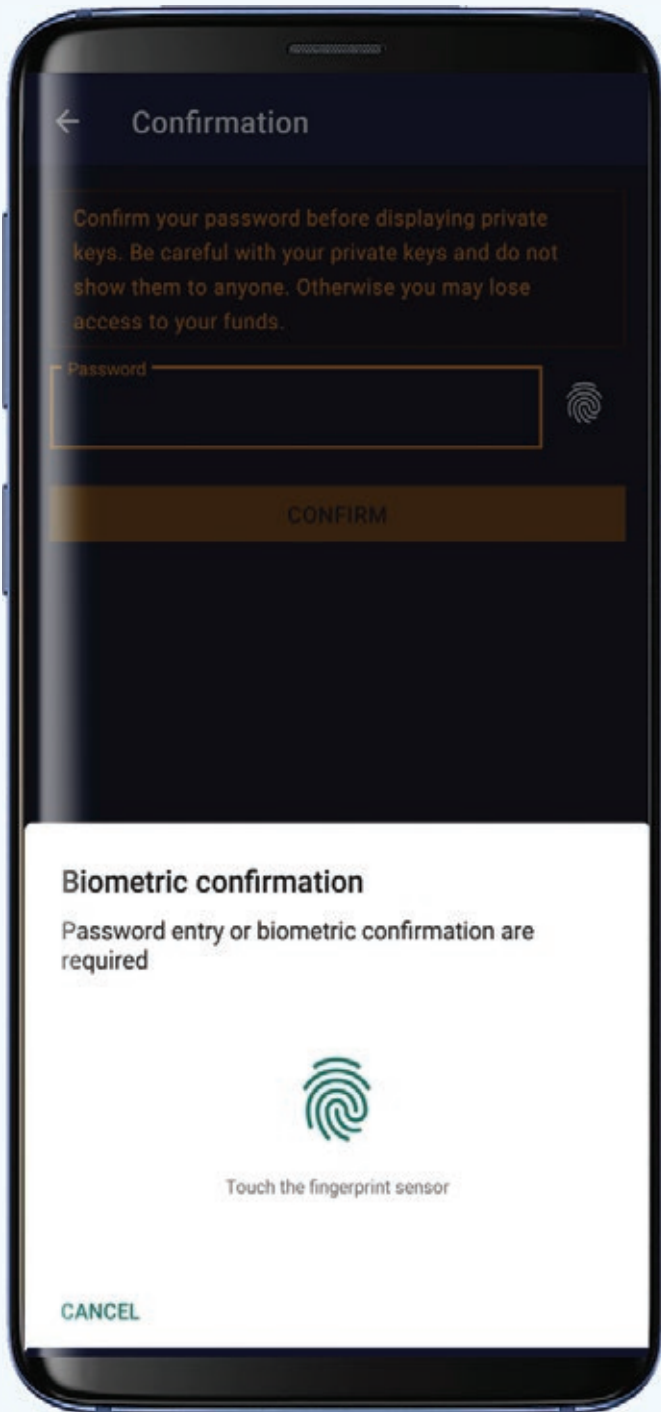 Confirmation
Confirm your password before displaying private
keys. Be careful with your private keys and do not
show them to anyone. Otherwise you may lose
access to your funds.
Password
CONFIRM
Biometric confirmation
Password entry or biometric confirmation are
required
Touch the fingerprint sensor
CANCEL